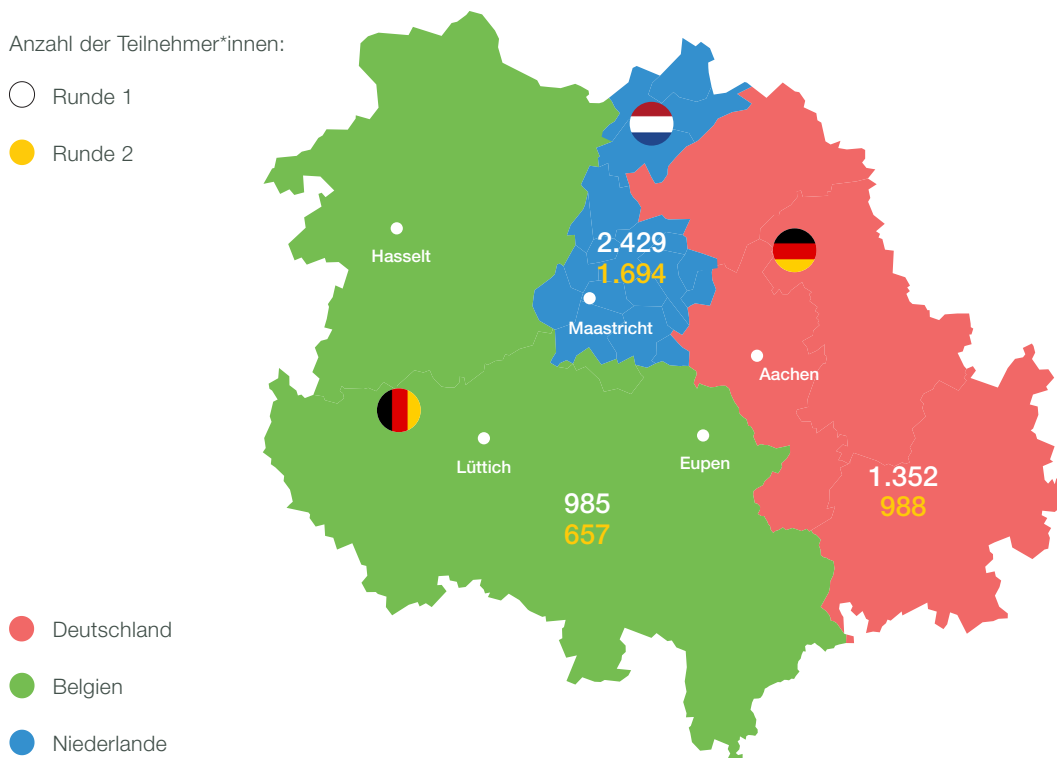 Anzahl der Teilnehmer*innen:
Runde 1
Runde 2
Hasselt
2.429
1.694
Maastricht
Aachen
Lüttich
Eupen
985
657
1.352
988
Deutschland
Belgien
Niederlande